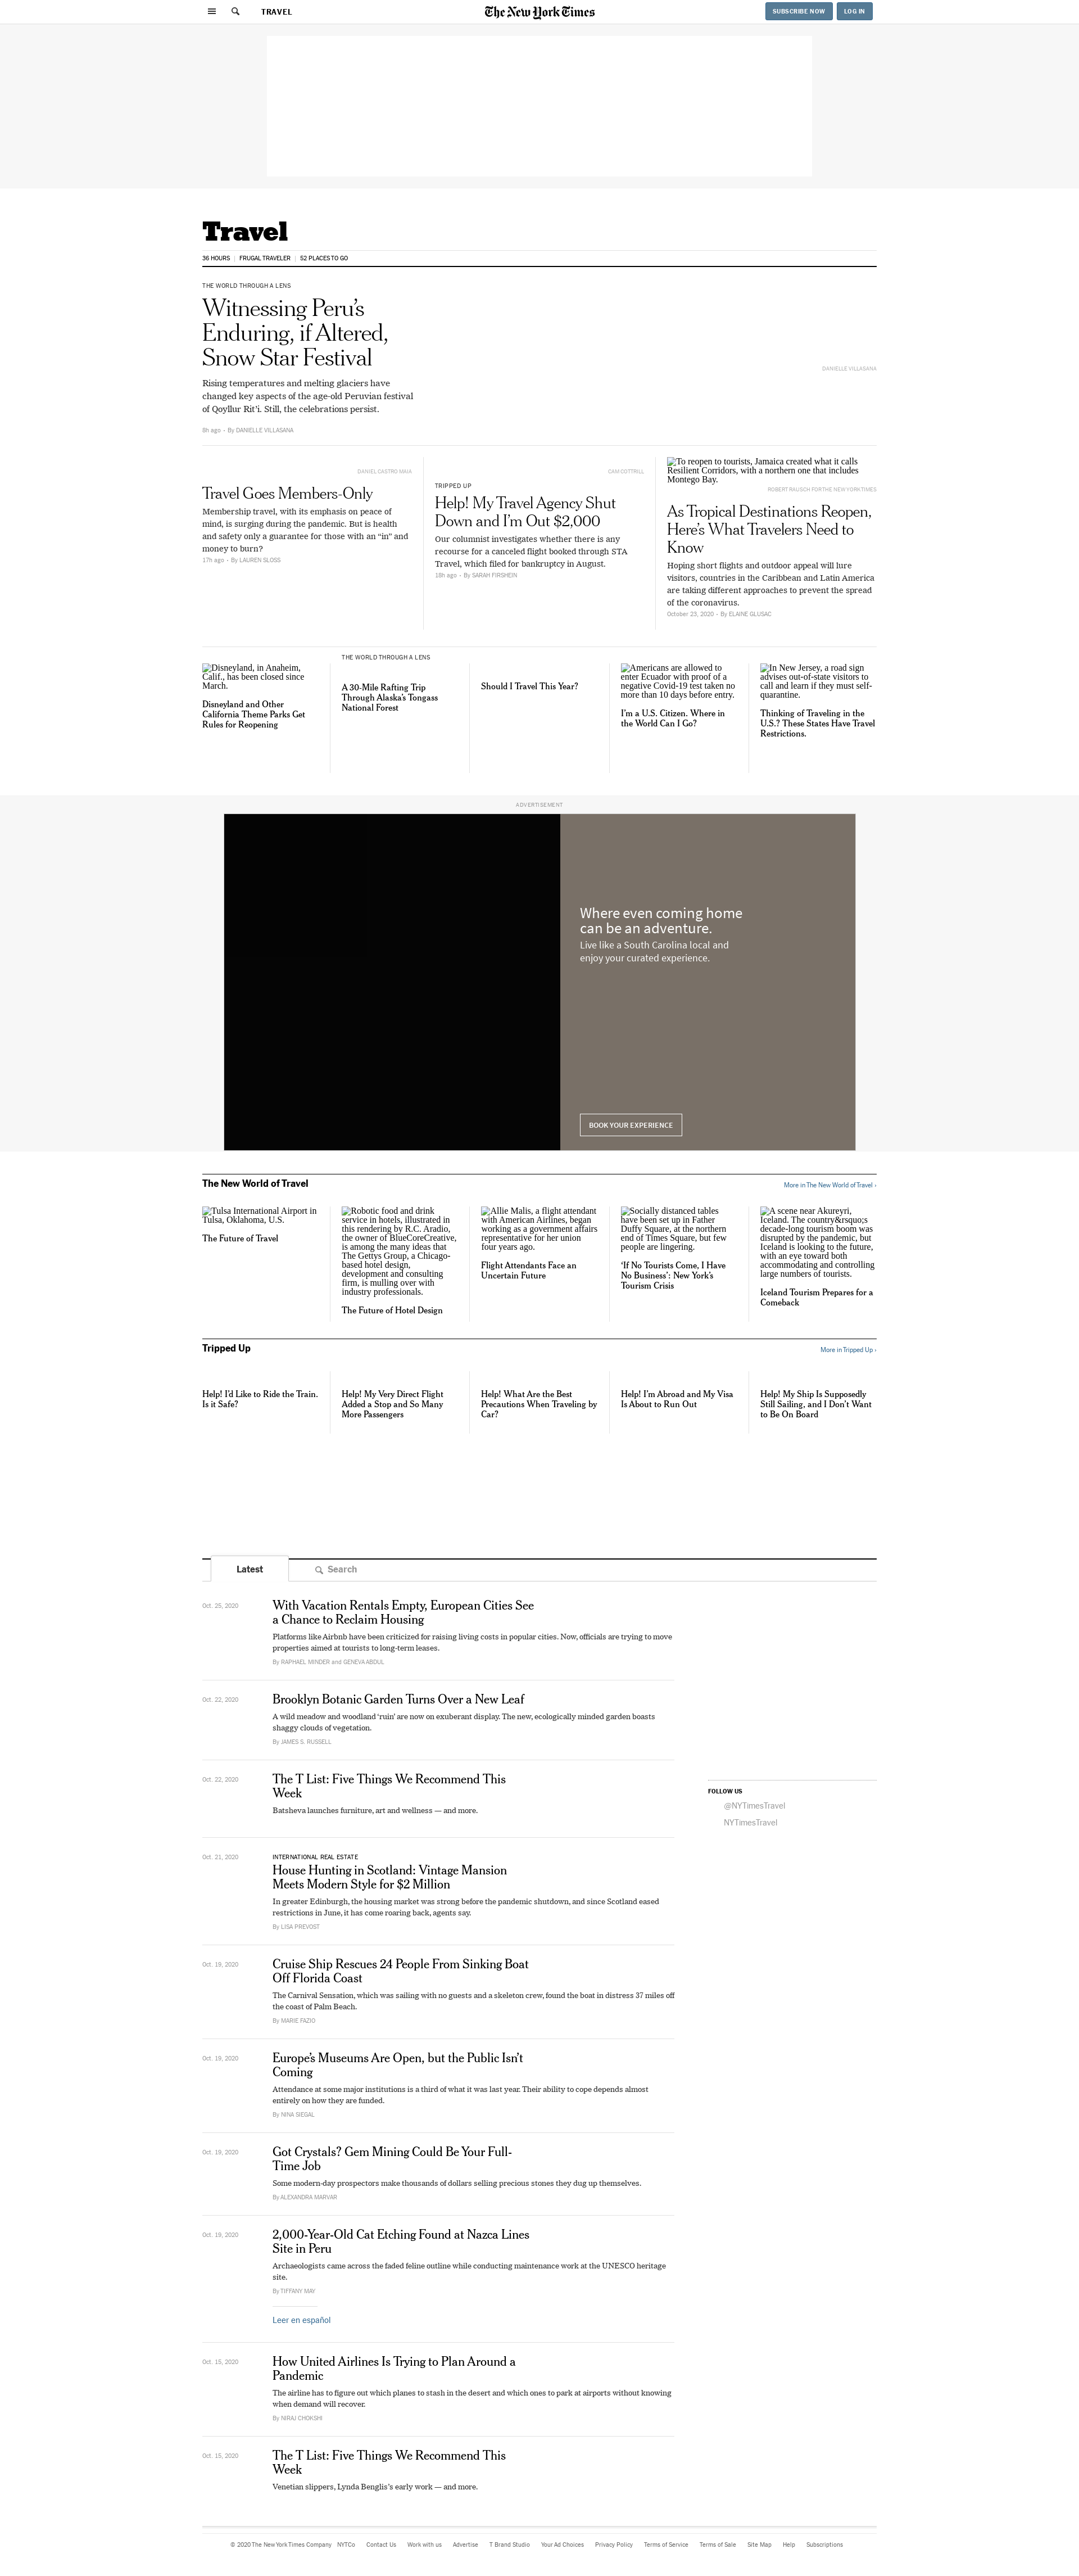 TRAVEL
The New York Times
SUBSCRIBE NOW
LOG IN
Travel
36 HOURS
FRUGAL TRAVELER
52 PLACES TO GO
THE WORLD THROUGH A LENS
Witnessing Peru’s
Enduring, if Altered,
Snow Star Festival
Rising temperatures and melting glaciers have
changed key aspects of the age-old Peruvian festival
of Qoyllur Rit’i. Still, the celebrations persist.
8h ago - By DANIELLE VILLASANA
DANIELLE VILLASANA
DANIEL CASTRO MAIA
Travel Goes Members-Only
Membership travel, with its emphasis on peace of
mind, is surging during the pandemic. But is health
and safety only a guarantee for those with an “in” and
money to burn?
17h ago - By LAUREN SLOSS
CAM COTTRILL
TRIPPED UP
Help! My Travel Agency Shut
Down and I’m Out $2,000
Our columnist investigates whether there is any
recourse for a canceled flight booked through STA
Travel, which filed for bankruptcy in August.
18h ago - By SARAH FIRSHEIN
To reopen to tourists, Jamaica created what it calls
Resilient Corridors, with a northern one that includes
Montego Bay.
ROBERT RAUSCH FOR THE NEW YORK TIMES
As Tropical Destinations Reopen,
Here’s What Travelers Need to
Know
Hoping flights and outdoor appeal will lure
visitors, countries in the Caribbean and Latin America
are taking different approaches to prevent the spread
of the coronavirus.
October 23, 2020 - By ELAINE GLUSAC
Disneyland, in Anaheim,
Calif., has been closed since
March.
Disneyland and Other
California Theme Parks Get
Rules for Reopening
THE WORLD THROUGH A LENS
A 30-Mile Rafting Trip
Through Alaska’s Tongass
National Forest
Should I Travel This Year?
Americans are allowed to
enter Ecuador with proof of a
negative Covid-19 test taken no
more than 10 days before entry.
I’m a U.S. Citizen. Where in
the World Can I Go?
In New Jersey, a road sign
advises out-of-state visitors to
call and learn if they must self-
quarantine.
Thinking of Traveling in the
U.S.? These States Have Travel
Restrictions.
ADVERTISEMENT
Where even coming home
can be an adventure.
Live like a South Carolina local and
enjoy your curated experience.
BOOK YOUR EXPERIENCE
The New World of Travel
More in The New World of Travel ›
Tulsa International Airport in
Tulsa, Oklahoma, U.S.
The Future of Travel
Robotic food and drink
service in hotels, illustrated in
this rendering by R.C. Aradio,
the owner of BlueCoreCreative,
is among the many ideas that
The Gettys Group, a Chicago-
based hotel design,
development and consulting
firm, is mulling over with
industry professionals.
The Future of Hotel Design
Allie Malis, a flight attendant
with American Airlines, began
working as a government affairs
representative for her union
four years ago.
Flight Attendants Face an
Uncertain Future
Socially distanced tables
have been set up in Father
Duffy Square, at the northern
end of Times Square, but few
people are lingering.
‘If No Tourists Come, I Have
No Business’: New York’s
Tourism Crisis
A scene near Akureyri,
Iceland. The country&rsquo;s
decade-long tourism boom was
disrupted by the pandemic, but
Iceland is looking to the future,
with an eye toward both
accommodating and controlling
large numbers of tourists.
Iceland Tourism Prepares for a
Comeback
Tripped Up
More in Tripped Up ›
Help! I’d Like to Ride the Train.
Is it Safe?
Help! My Very Direct Flight
Added a Stop and So Many
More Passengers
Help! What Are the Best
Precautions When Traveling by
Car?
Help! I’m Abroad and My Visa
Is About to Run Out
Help! My Ship Is Supposedly
Still Sailing, and I Don’t Want
to Be On Board
Latest
Search
Oct. 25, 2020
With Vacation Rentals Empty, European Cities See
a Chance to Reclaim Housing
Platforms like Airbnb have been criticized for raising living costs in popular cities. Now, officials are trying to move
properties aimed at tourists to long-term leases.
By RAPHAEL MINDER and GENEVA ABDUL
Oct. 22, 2020
Brooklyn Botanic Garden Turns Over a New Leaf
A wild meadow and woodland ‘ruin’ are now on exuberant display. The new, ecologically minded garden boasts
shaggy clouds of vegetation.
By JAMES S. RUSSELL
Oct. 22, 2020
The T List: Five Things We Recommend This
Week
Batsheva launches furniture, art and wellness — and more.
FOLLOW US
@NYTimesTravel
NYTimesTravel
Oct. 21, 2020
INTERNATIONAL REAL ESTATE
House Hunting in Scotland: Vintage Mansion
Meets Modern Style for $2 Million
In greater Edinburgh, the housing market was strong before the pandemic shutdown, and since Scotland eased
restrictions in June, it has come roaring back, agents say.
By LISA PREVOST
Oct. 19, 2020
Cruise Ship Rescues 24 People From Sinking Boat
Off Florida Coast
The Carnival Sensation, which was sailing with no guests and a skeleton crew, found the boat in distress 37 miles off
the coast of Palm Beach.
By MARIE FAZIO
Oct. 19, 2020
Europe’s Museums Are Open, but the Public Isn’t
Coming
Attendance at some major institutions is a third of what it was last year. Their ability to cope depends almost
entirely on how they are funded.
By NINA SIEGAL
Oct. 19, 2020
Got Crystals? Gem Mining Could Be Your Full-
Time Job
Some modern-day prospectors make thousands of dollars selling precious stones they dug up themselves.
By ALEXANDRA MARVAR
Oct. 19, 2020
2,000-Year-Old Cat Etching Found at Nazca Lines
Site in Peru
Archaeologists came across the faded feline outline while conducting maintenance work at the UNESCO heritage
site.
By TIFFANY MAY
Leer en español
Oct. 15, 2020
How United Airlines Is Trying to Plan Around a
Pandemic
The airline has to figure out which planes to stash in the desert and which ones to park at airports without knowing
when demand will recover.
By NIRAJ CHOKSHI
Oct. 15, 2020
The T List: Five Things We Recommend This
Week
Venetian slippers, Lynda Benglis’s early work — and more.
© 2020 The New York Times Company NYTCo Contact Us Work with us Advertise T Brand Studio Your Ad Choices Privacy Policy Terms of Service Terms of Sale Site Map Help Subscriptions